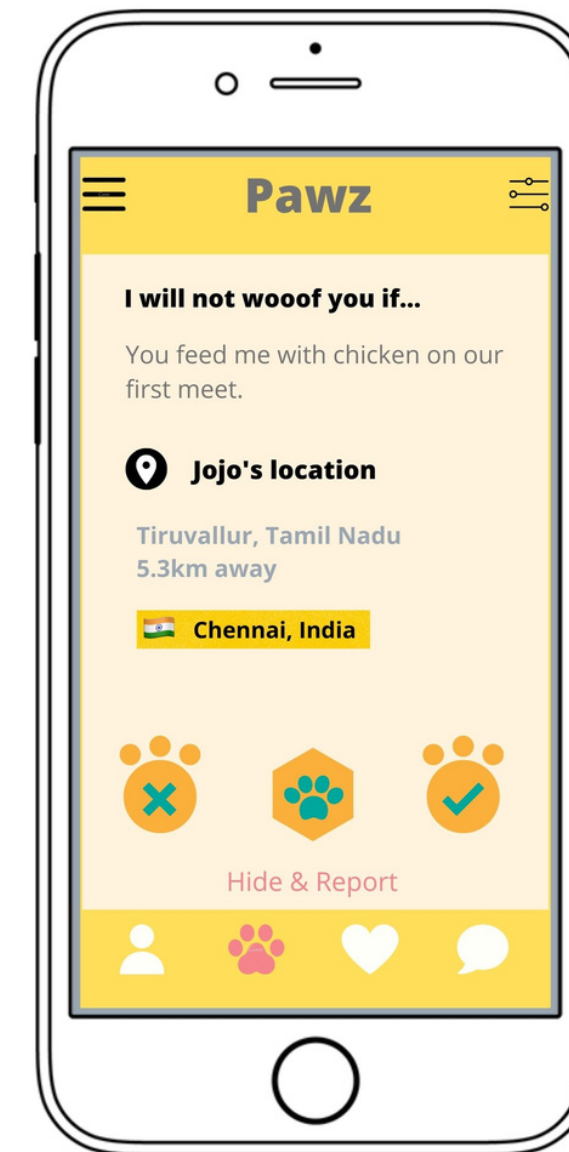 Pawz
I will not wooof you if...
You feed me with chicken on our
first meet.
Jojo's location
Tiruvallur, Tamil Nadu
5.3km away
Chennai, India
Hide & Report